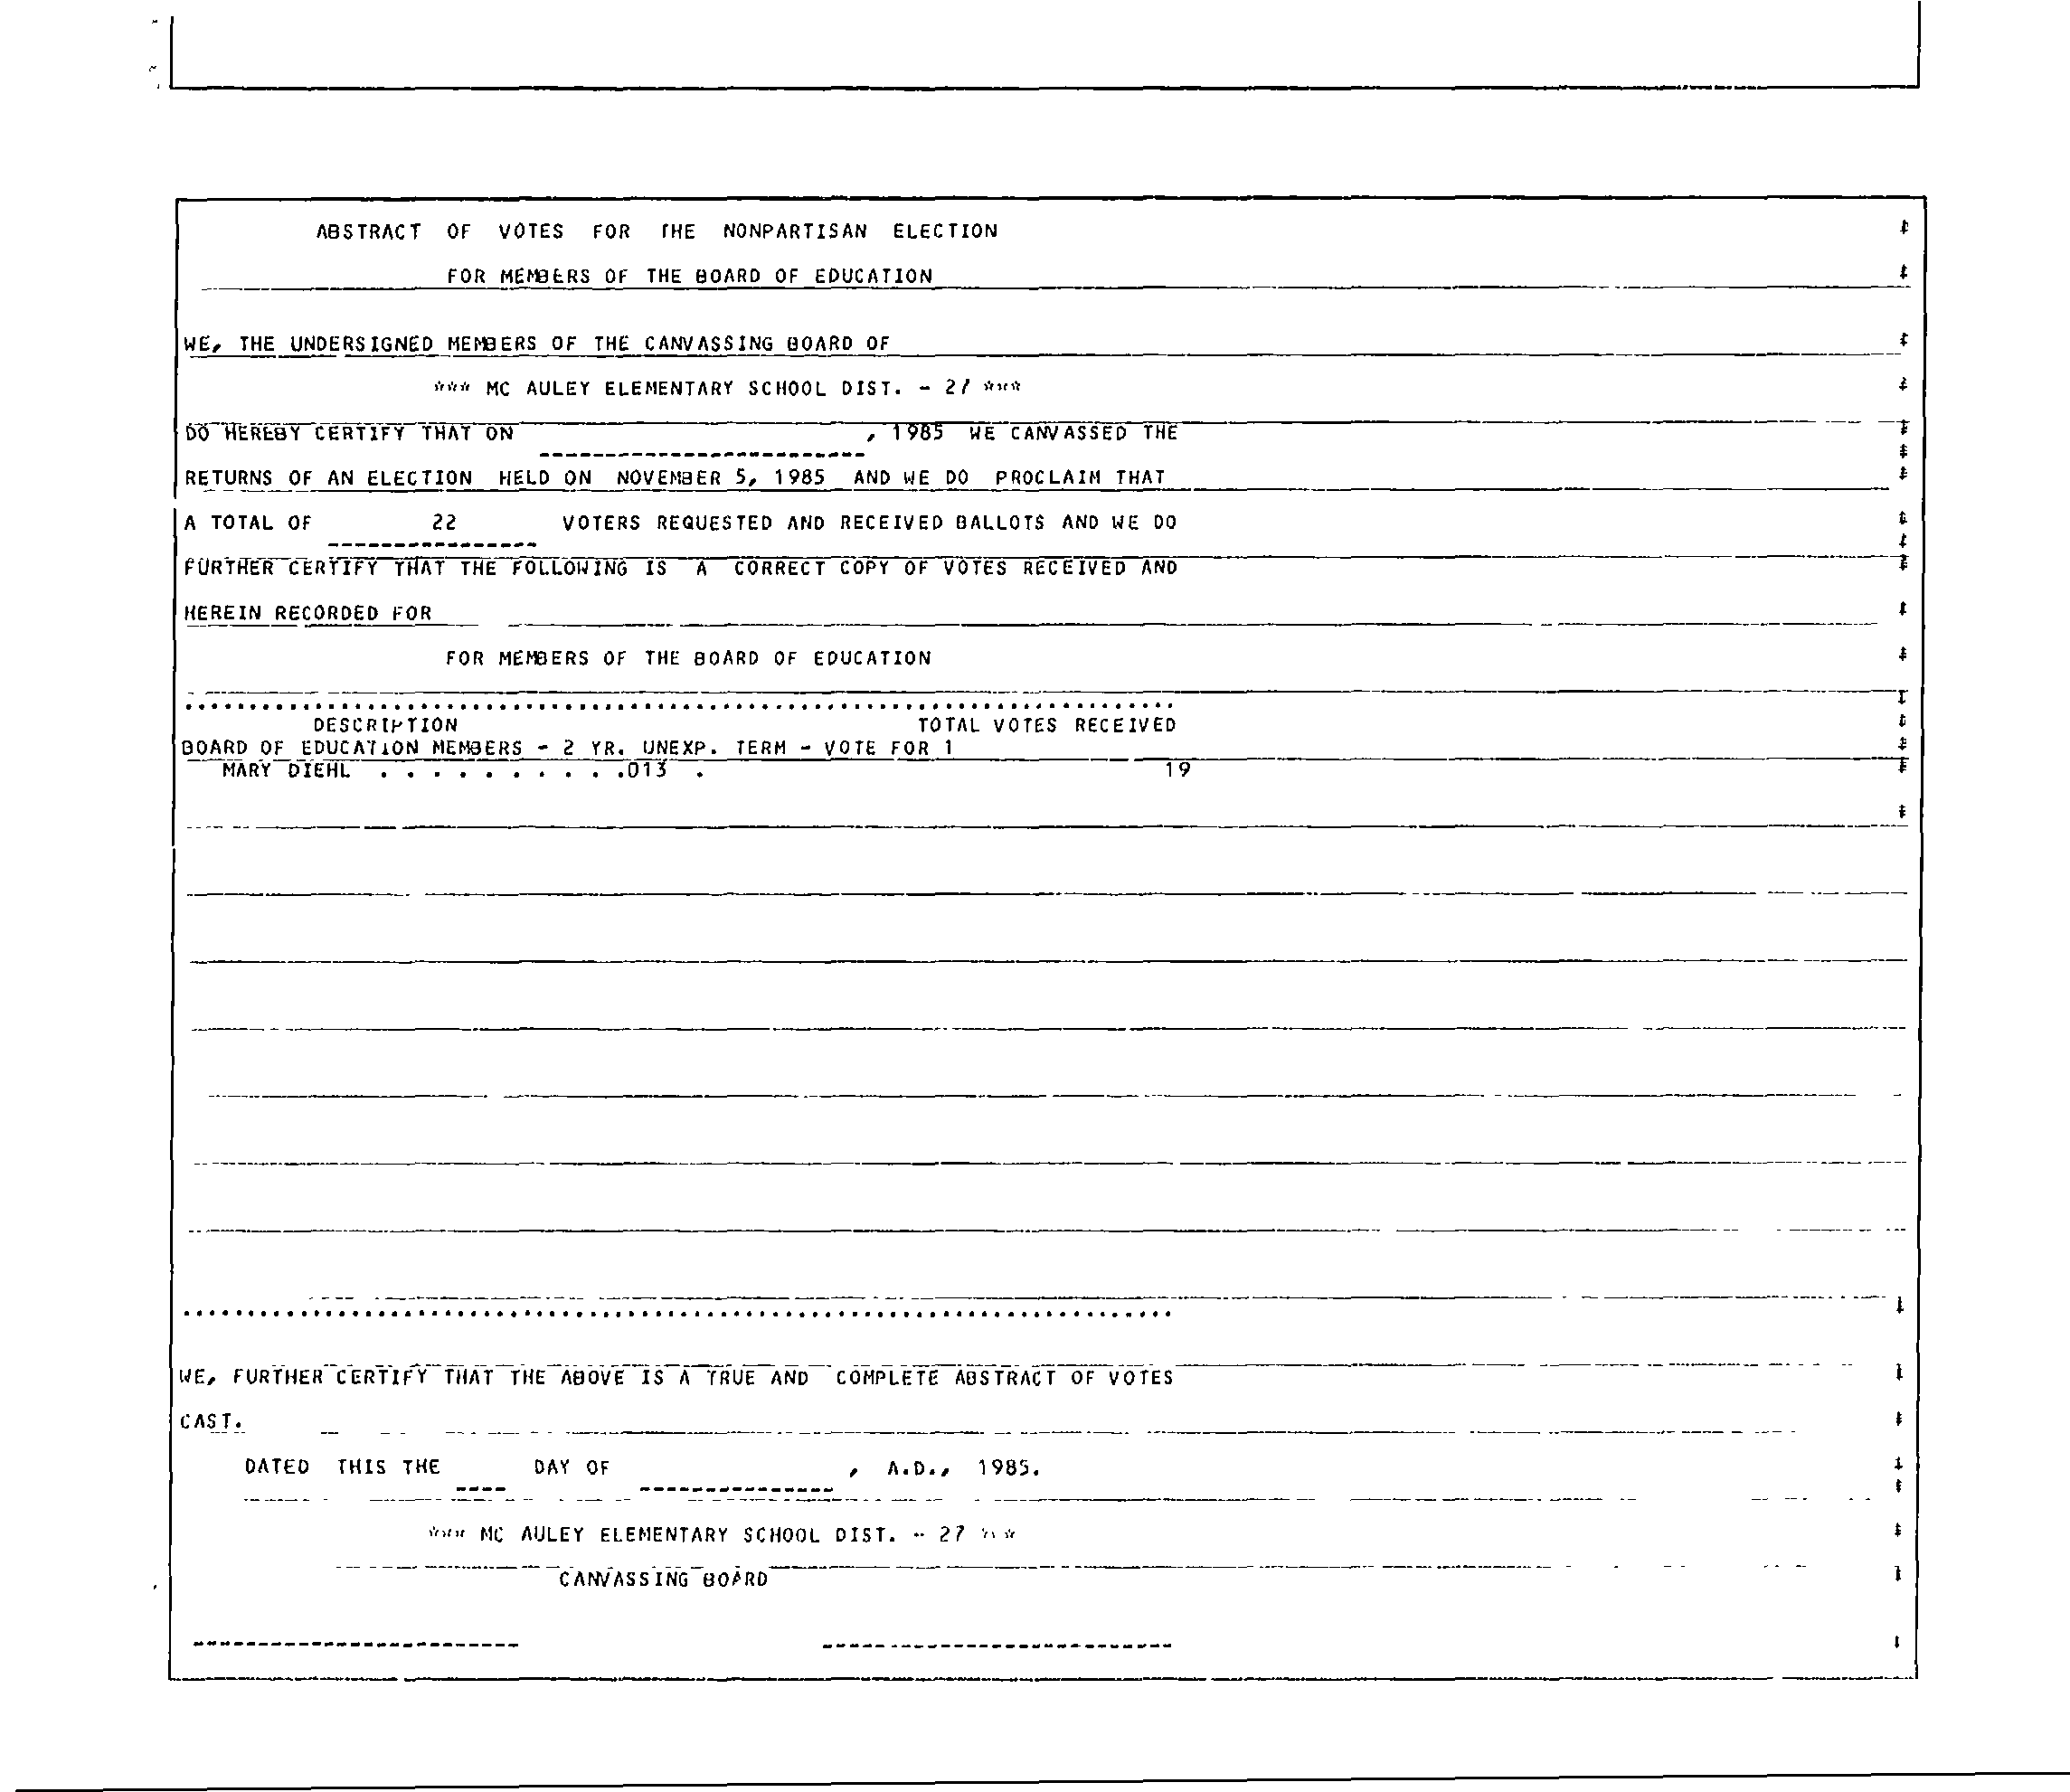 ABSTRACT OF VOTES FOR THE NONPARTISAN ELECTION
FOR MEMBERS OF THE BOARD OF EDUCATION
WE, THE UNDERSIGNED MEMBERS OF THE CANVASSING BOARD OF
*** MC AULEY ELEMENTARY SCHOOL DIST. - 27 ***
DO HEREBY CERTIFY THAT ON , 1985 WE CANVASSED THE
RETURNS OF AN ELECTION HELD ON NOVEMBER 5, 1985 AND WE DO PROCLAIM THAT
A TOTAL OF 22 VOTERS REQUESTED AND RECEIVED BALLOTS AND WE DO
FURTHER CERTIFY THAT THE FOLLOWING IS A CORRECT COPY OF VOTES RECEIVED AND
HEREIN RECORDED FOR
FOR MEMBERS OF THE BOARD OF EDUCATION
DESCRIPTION TOTAL VOTES RECEIVED
BOARD OF EDUCATION MEMBERS - 2 YR. UNEXP. TERM - VOTE FOR 1
MARY DIEHL . . . . . . . . . .013 . 19
WE, FURTHER CERTIFY THAT THE ABOVE IS A TRUE AND COMPLETE ABSTRACT OF VOTES
CAST.
DATED THIS THE ---- DAY OF --------------- , A.D., 1985.
*** MC AULEY ELEMENTARY SCHOOL DIST. - 27 ***
CANVASSING BOARD